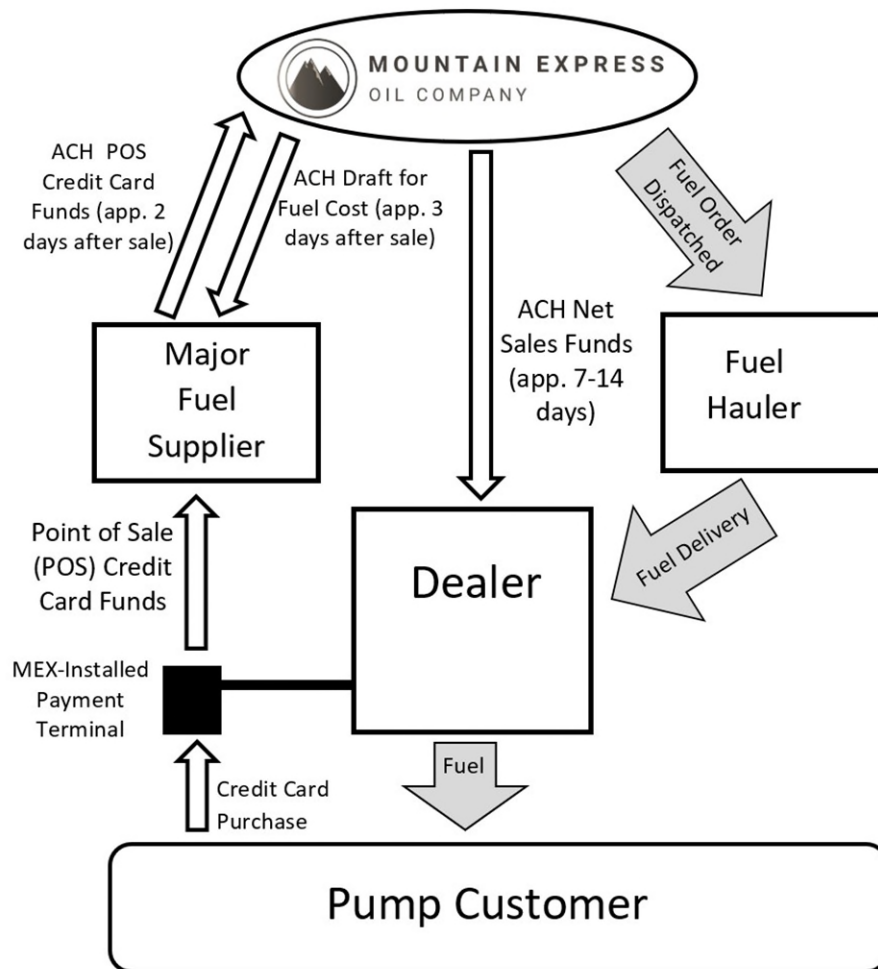 MOUNTAIN EXPRESS
OIL COMPANY
ACH POS
Credit Card
Funds (app. 2
days after sale)
ACH Draft for
Fuel Cost (app. 3
days after sale)
Fuel Order
Dispatched
ACH Net
Sales Funds
(app. 7-14
days)
Major
Fuel
Supplier
Fuel
Hauler
Point of Sale
(POS) Credit
Card Funds
Dealer
Fuel Delivery
MEX-Installed
Payment
Terminal
Fuel
Credit Card
Purchase
Pump Customer